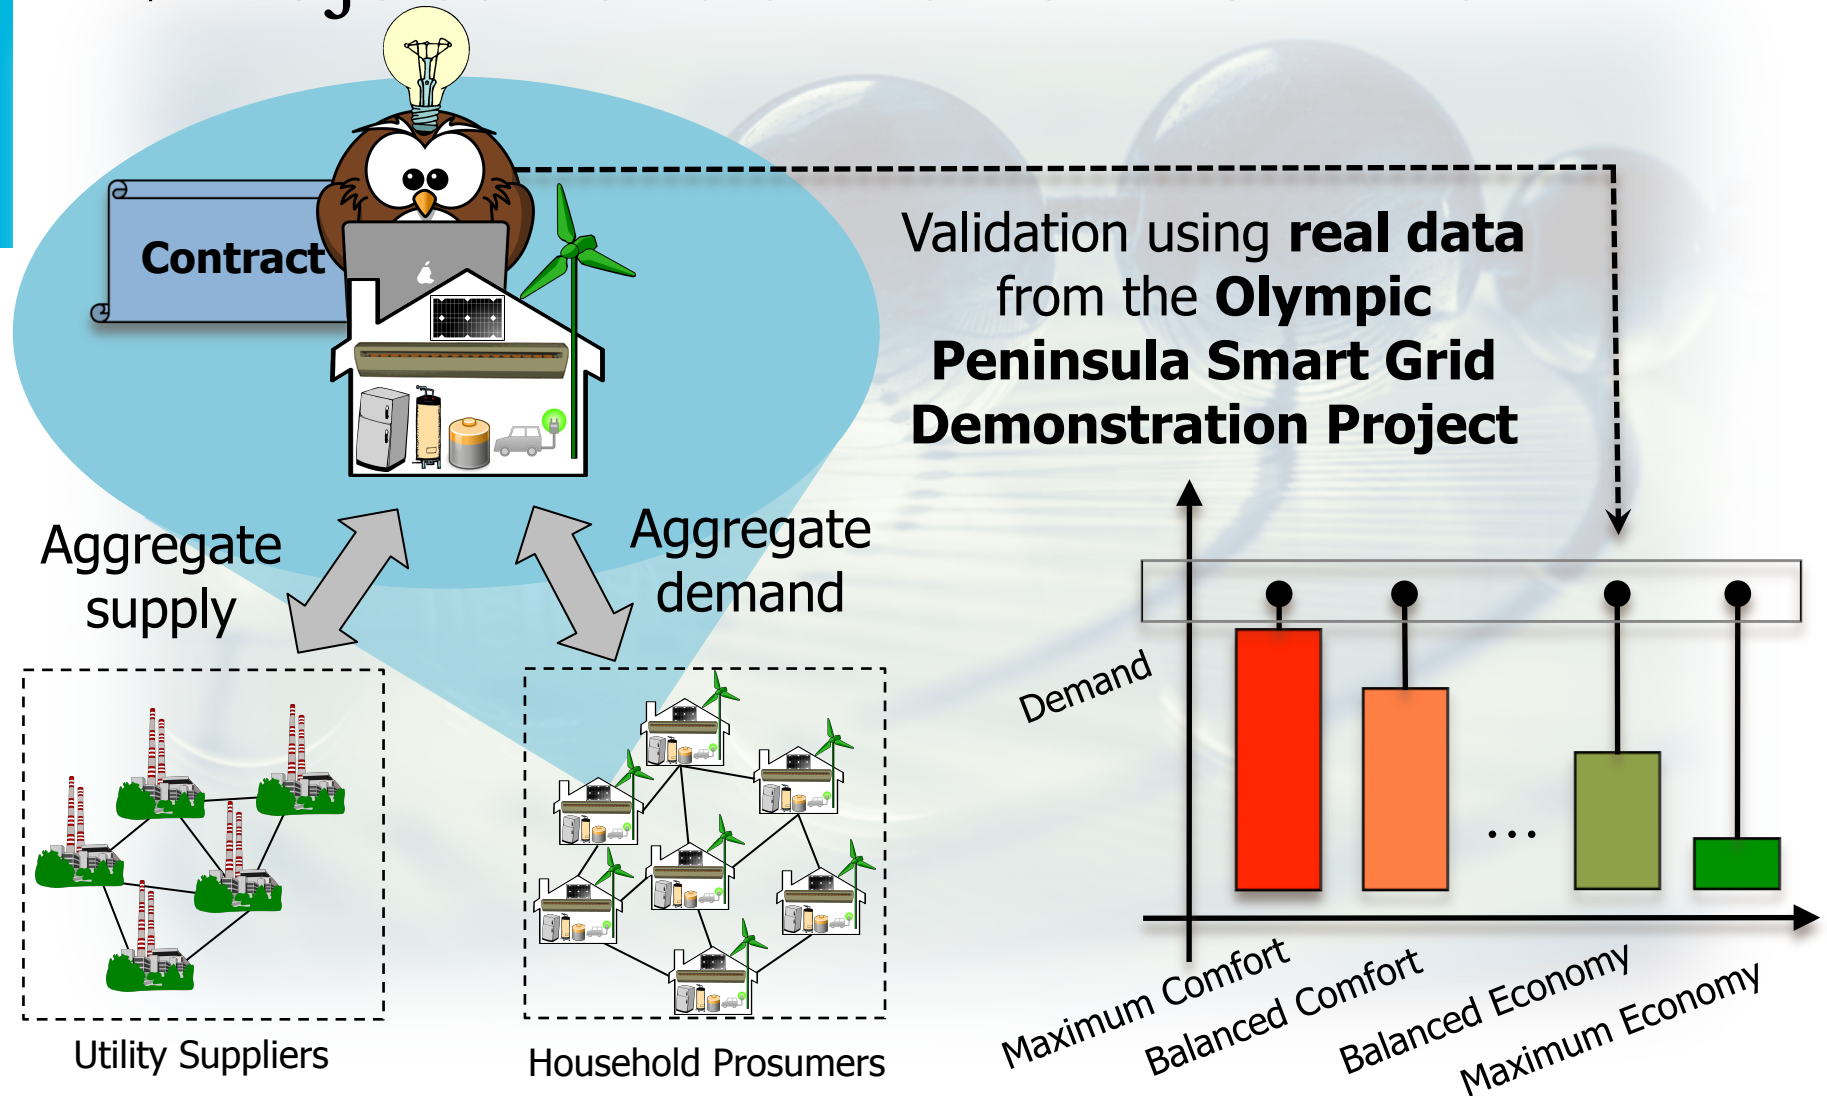 Contract
Validation using real data
from the Olympic
Peninsula Smart Grid
Demonstration Project
Aggregate
supply
Aggregate
demand
Utility Suppliers
Household Prosumers
Demand
...
Maximum Comfort
Balanced Comfort
Balanced Economy
Maximum Economy